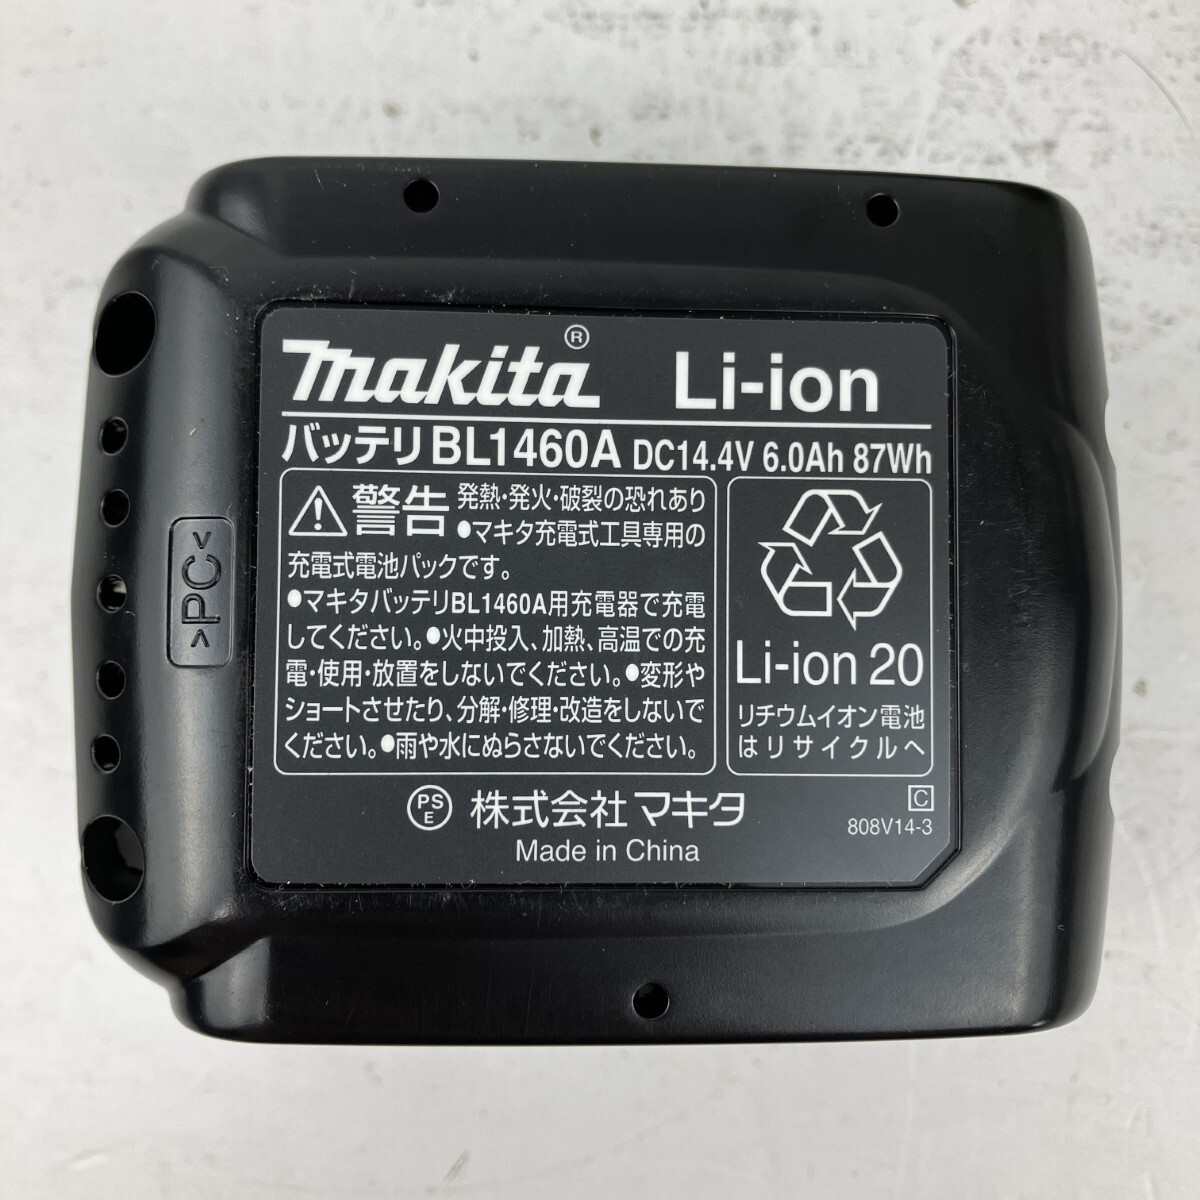 makita® Li-ion
バッテリ BL1460A DC14.4V 6.0Ah 87Wh
警告 発熱・発火・破裂の恐れあり
●マキタ充電式工具専用の
充電式電池パックです。
●マキタバッテリBL1460A用充電器で充電
してください。●火中投入、加熱、高温での充
電・使用・放置をしないでください。●変形や
ショートさせたり、分解・修理・改造をしないで
ください。●雨や水にぬらさないでください。
Li-ion 20
リチウムイオン電池
はリサイクルへ
PSE 株式会社 マキタ
Made in China
C
808V14-3
>PC<